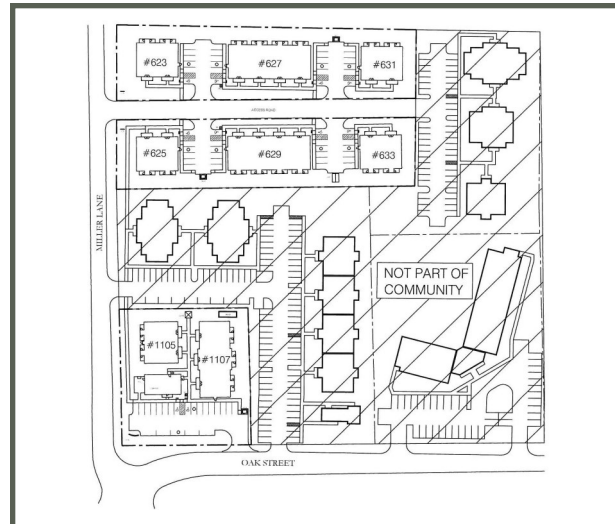 #623
#627
#631
#625
#629
#633
MILLER LANE
NOT PART OF
COMMUNITY
#1105
#1107
OAK STREET